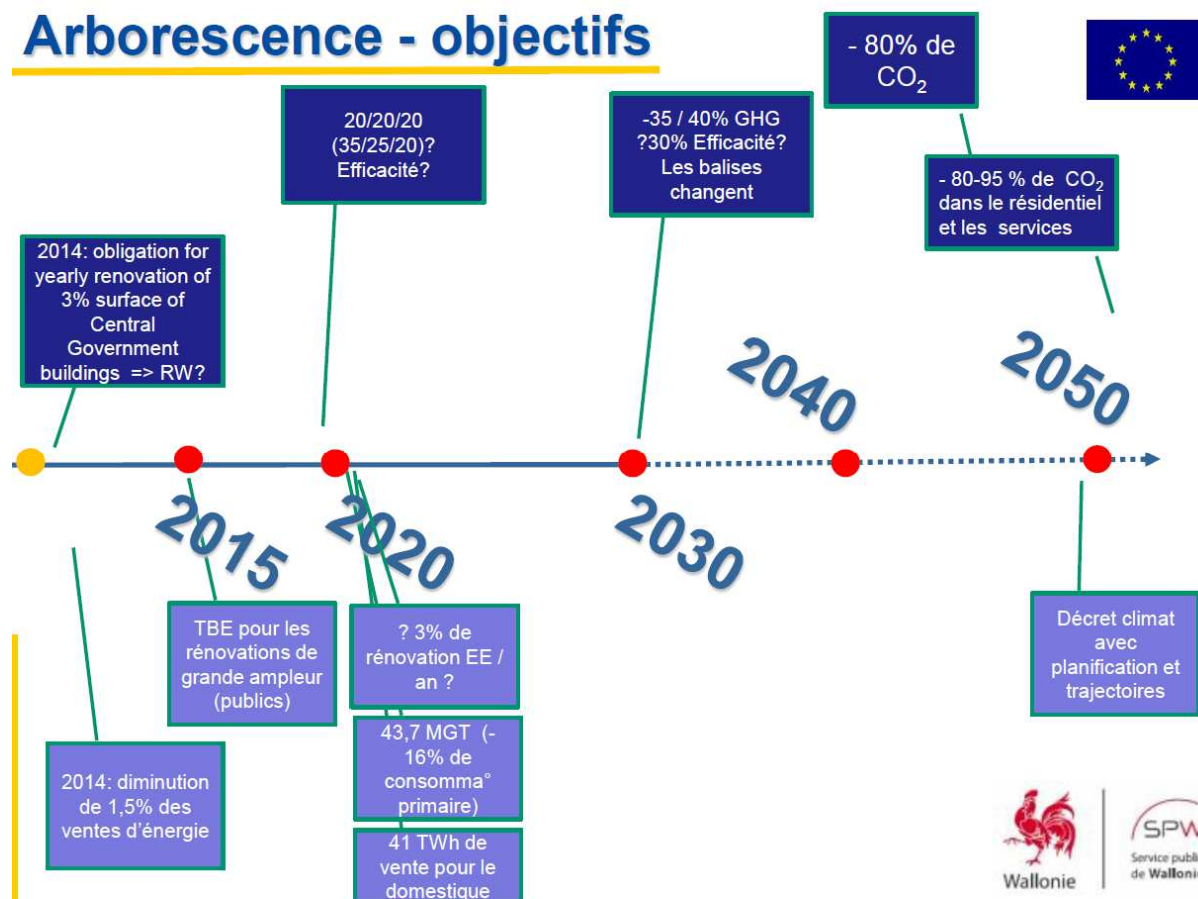 Arborescence - objectifs
- 80% de
CO₂
20/20/20
(35/25/20)?
Efficacité?
-35 / 40% GHG
?30% Efficacité?
Les balises
changent
- 80-95 % de CO₂
dans le résidentiel
et les services
2014: obligation for
yearly renovation of
3% surface of
Central
Government
buildings => RW?
2015
2020
2030
2040
2050
TBE pour les
rénovations de
grande ampleur
(publics)
? 3% de
rénovation EE /
an ?
Décret climat
avec
planification et
trajectoires
43,7 MGT (-
16% de
consomma°
primaire)
2014: diminution
de 1,5% des
ventes d'énergie
41 TWh de
vente pour le
domestique
Wallonie
SPW
Service public
de Wallonie